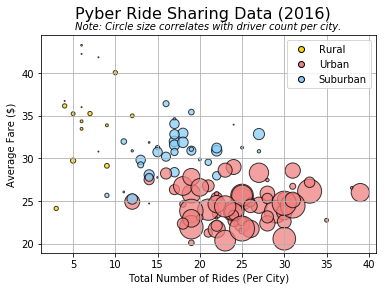 Pyber Ride Sharing Data (2016)
Note: Circle size correlates with driver count per city.
Rural
Urban
Suburban
Average Fare ($)
40
35
30
25
20
5 10 15 20 25 30 35 40
Total Number of Rides (Per City)